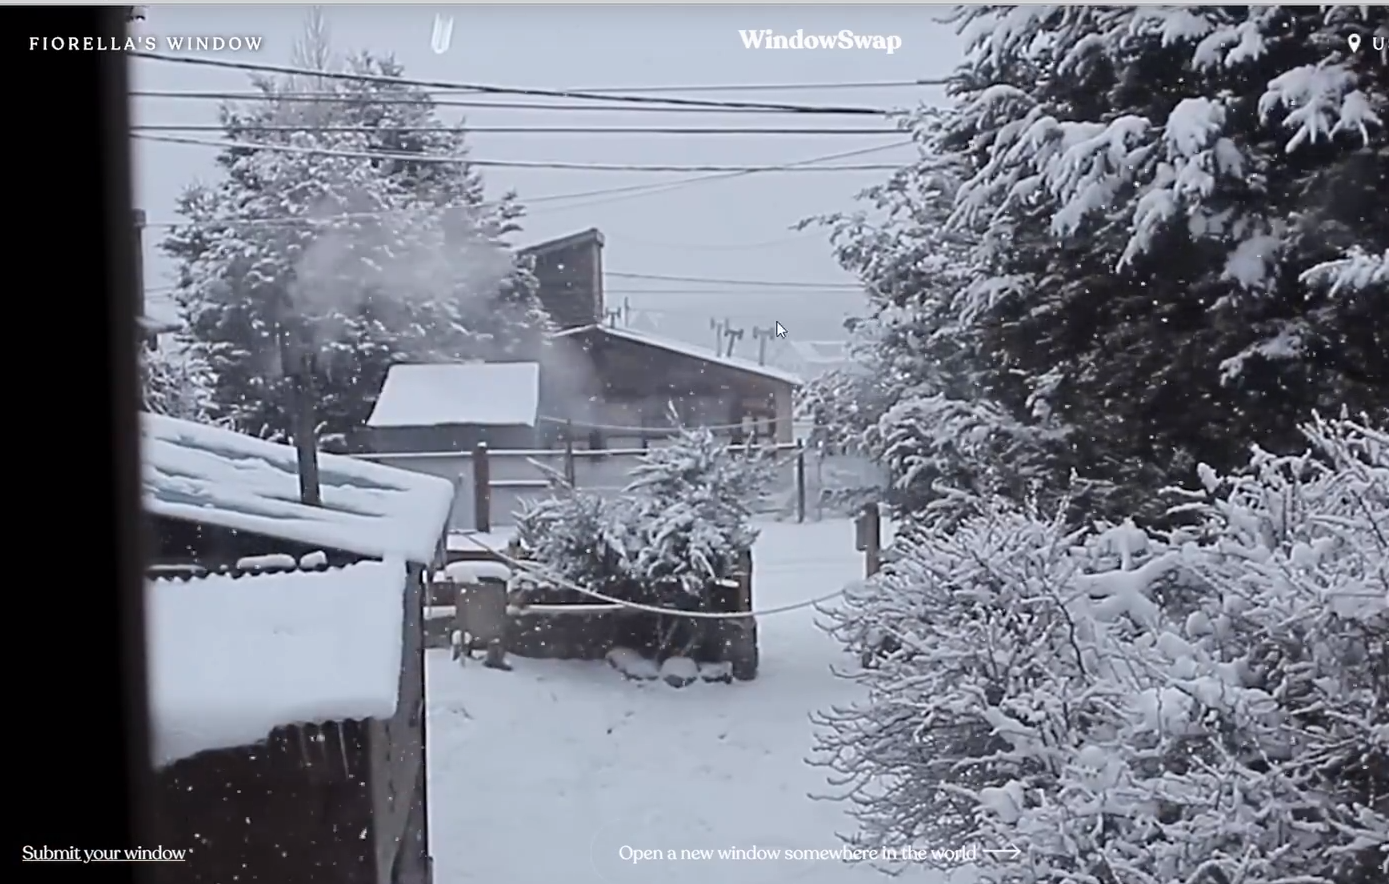 FIORELLA'S WINDOW
WindowSwap
U
Submit your window
Open a new window somewhere in the world